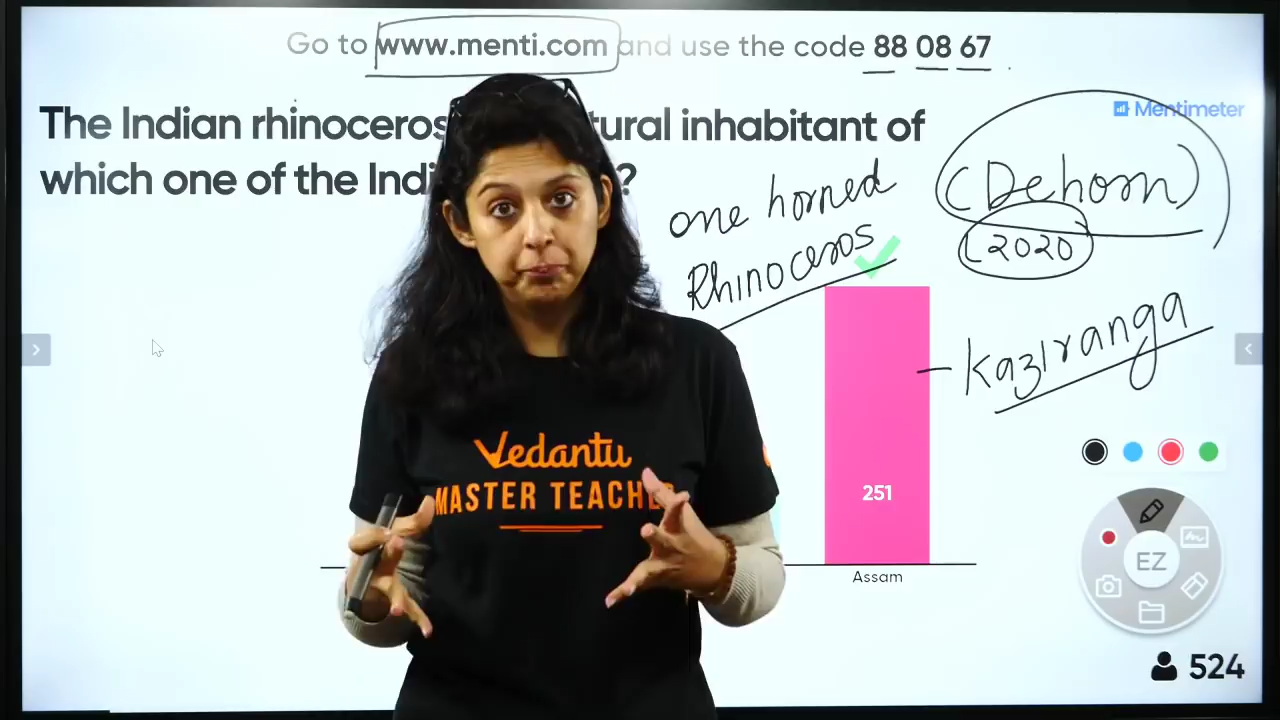 Go to www.menti.com and use the code 88 08 67
Mentimeter
The Indian rhinoceros tural inhabitant of
which one of the Indi ?
one horned
Rhinoceros
(Dehorn)
(2020)
- Kaziranga
251
Assam
Vedantu
MASTER TEACHE
EZ
524